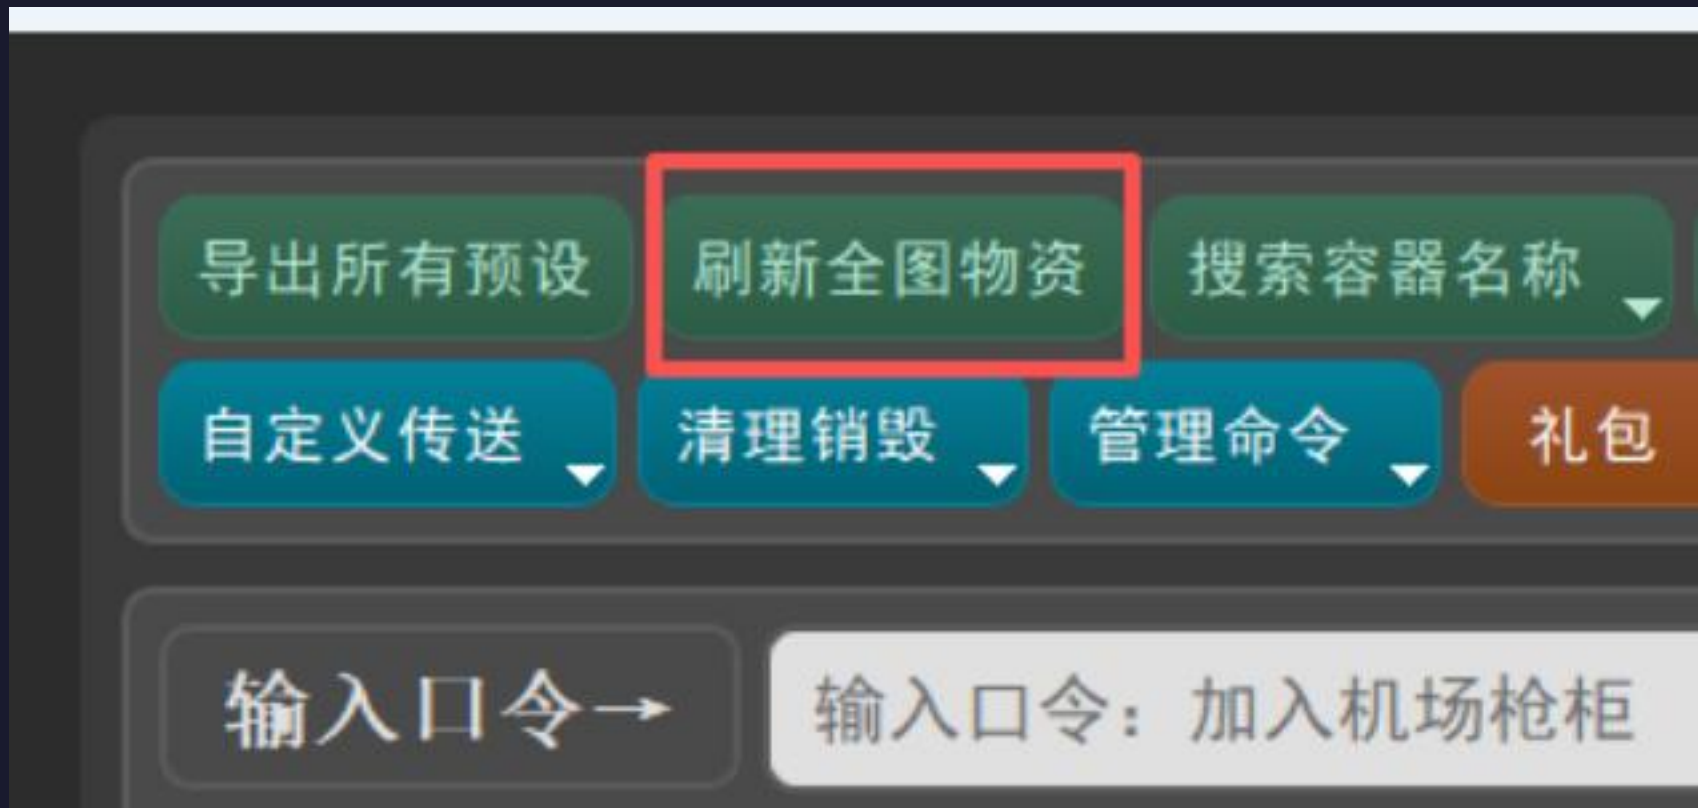 导出所有预设 刷新全图物资 搜索容器名称
自定义传送 清理销毁 管理命令 礼包
输入口令→ 输入口令：加入机场枪柜